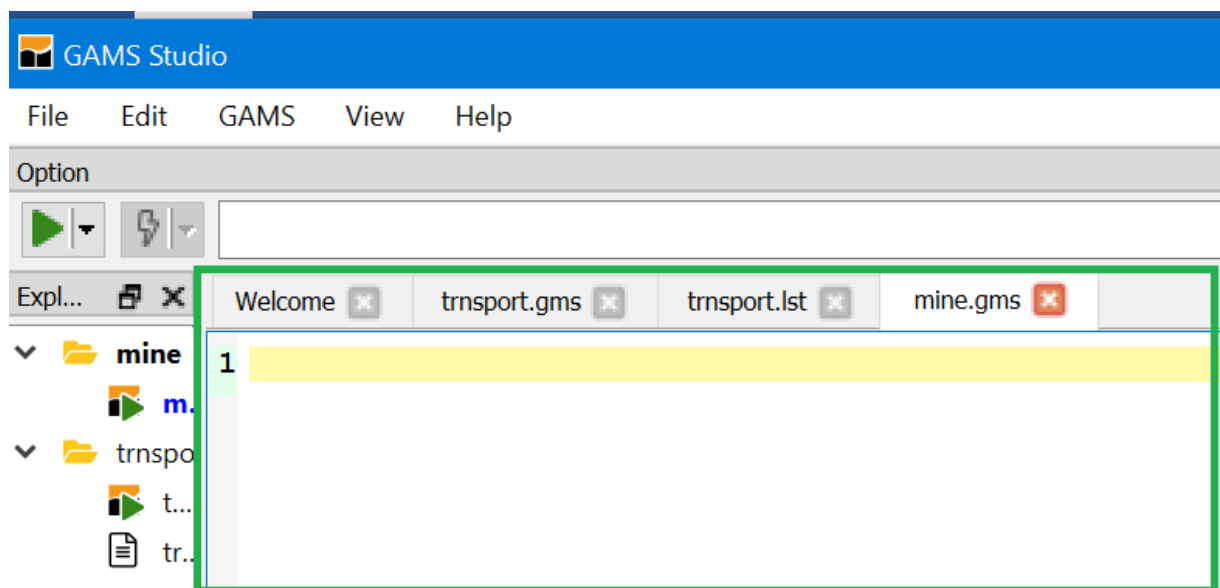 GAMS Studio
File Edit GAMS View Help
Option
Expl... Welcome trnsport.gms trnsport.lst mine.gms
mine
1
m.
trnspo
t...
tr..